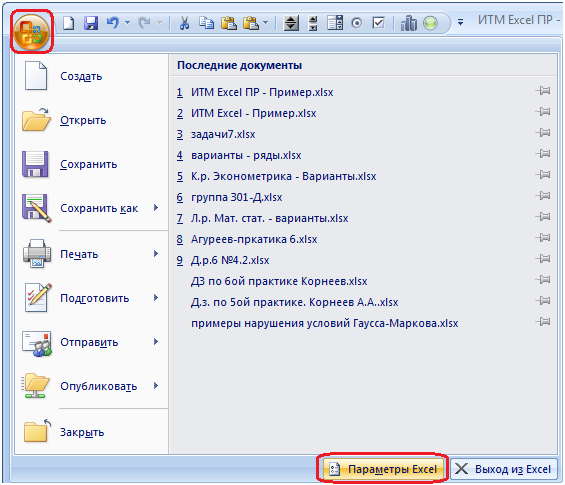 ИТМ Excel ПР -
Создать
Открыть
Сохранить
Сохранить как
Печать
Подготовить
Отправить
Опубликовать
Закрыть
Последние документы
1 ИТМ Excel ПР - Пример.xlsx
2 ИТМ Excel - Пример.xlsx
3 задачи7.xlsx
4 варианты - ряды.xlsx
5 К.р. Эконометрика - Варианты.xlsx
6 группа 301-Д.xlsx
7 Л.р. Мат. стат. - варианты.xlsx
8 Агуреев-пркатика 6.xlsx
9 Д.р.6 №4.2.xlsx
ДЗ по 6ой практике Корнеев.xlsx
Д.з. по 5ой практике. Корнеев А.А..xlsx
примеры нарушения условий Гаусса-Маркова.xlsx
Параметры Excel
Выход из Excel